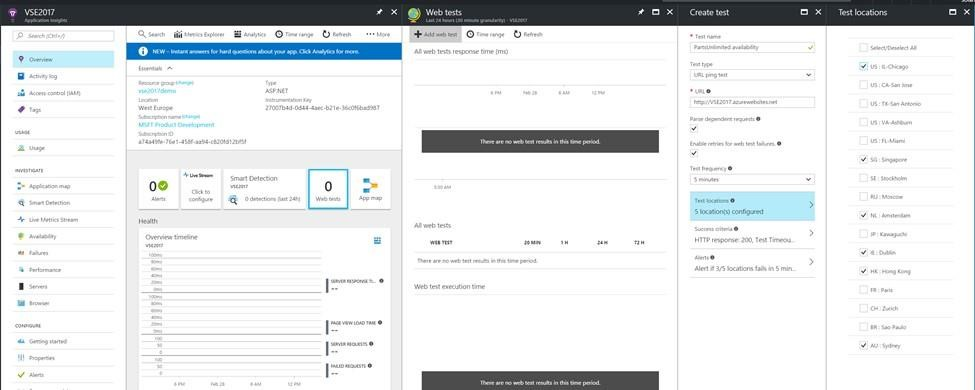 VSE2017
Application Insights
Search (Ctrl+/)
Overview
Activity log
Access control (IAM)
Tags
USAGE
Usage
INVESTIGATE
Application map
Smart Detection
Live Metrics Stream
Availability
Failures
Performance
Servers
Browser
CONFIGURE
Getting started
Properties
Alerts
Search
Metrics Explorer
Analytics
Time range
Refresh
More
NEW – Instant answers for hard questions about your app. Click Analytics for more.
Essentials
Resource group (change)
vse2017demo
Location
West Europe
Subscription name (change)
MSFT Product Development
Subscription ID
a74a49fe-76e1-458f-aa94-c820fd12bf5f
Type
ASP.NET
Instrumentation Key
27007b4d-0d44-4aec-b21e-36c0f6bad987
0
Alerts
Live Stream
Click to
configure
Smart Detection
VSE2017
0 detections (last 24h)
0
Web tests
App map
Health
Overview timeline
VSE2017
100ms
80ms
60ms
40ms
20ms
0ms
SERVER RESPONSE TI...
--
100ms
80ms
60ms
40ms
20ms
0ms
PAGE VIEW LOAD TIME
--
100
50
0
SERVER REQUESTS
--
100
50
0
FAILED REQUESTS
--
6 PM Feb 28 6 AM 12 PM
Web tests
Last 24 hours (30 minute granularity) - VSE2017
Add web test
Time range
Refresh
All web tests response time (ms)
6 PM Feb 28 6 AM 12 PM
There are no web test results in this time period.
All web tests
WEB TEST 20 MIN 1 H 24 H 72 H
There are no web test results in this time period.
Web test execution time
There are no web test results in this time period.
Create test
* Test name
PartsUnlimited availability
Test type
URL ping test
* URL
http://VSE2017.azurewebsites.net
Parse dependent requests
Enable retries for web test failures.
Test frequency
5 minutes
Test locations
5 location(s) configured
Success criteria
HTTP response: 200, Test Timeou...
Alerts
Alert if 3/5 locations fails in 5 min...
Test locations
Select/Deselect All
US : IL-Chicago
US : CA-San Jose
US : TX-San Antonio
US : VA-Ashburn
US : FL-Miami
SG : Singapore
SE : Stockholm
RU : Moscow
NL : Amsterdam
JP : Kawaguchi
IE : Dublin
HK : Hong Kong
FR : Paris
CH : Zurich
BR : Sao Paulo
AU : Sydney